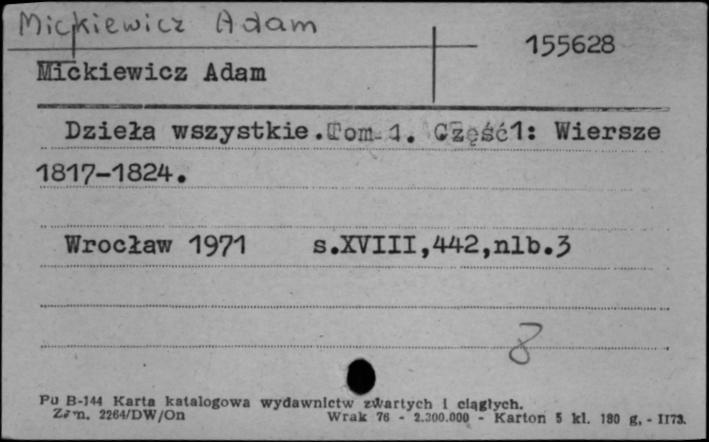 Mickiewicz Adam
155628
Mickiewicz Adam
Dzieła wszystkie. Tom 1. Część 1: Wiersze
1817-1824.
Wrocław 1971 s.XVIII,442,nlb.3
8
Pu B-144 Karta katalogowa wydawnictw zwartych i ciągłych.
Zam. 2264/DW/On Wrak 76 - 2.300.000 - Karton 5 kl. 180 g. - II73.